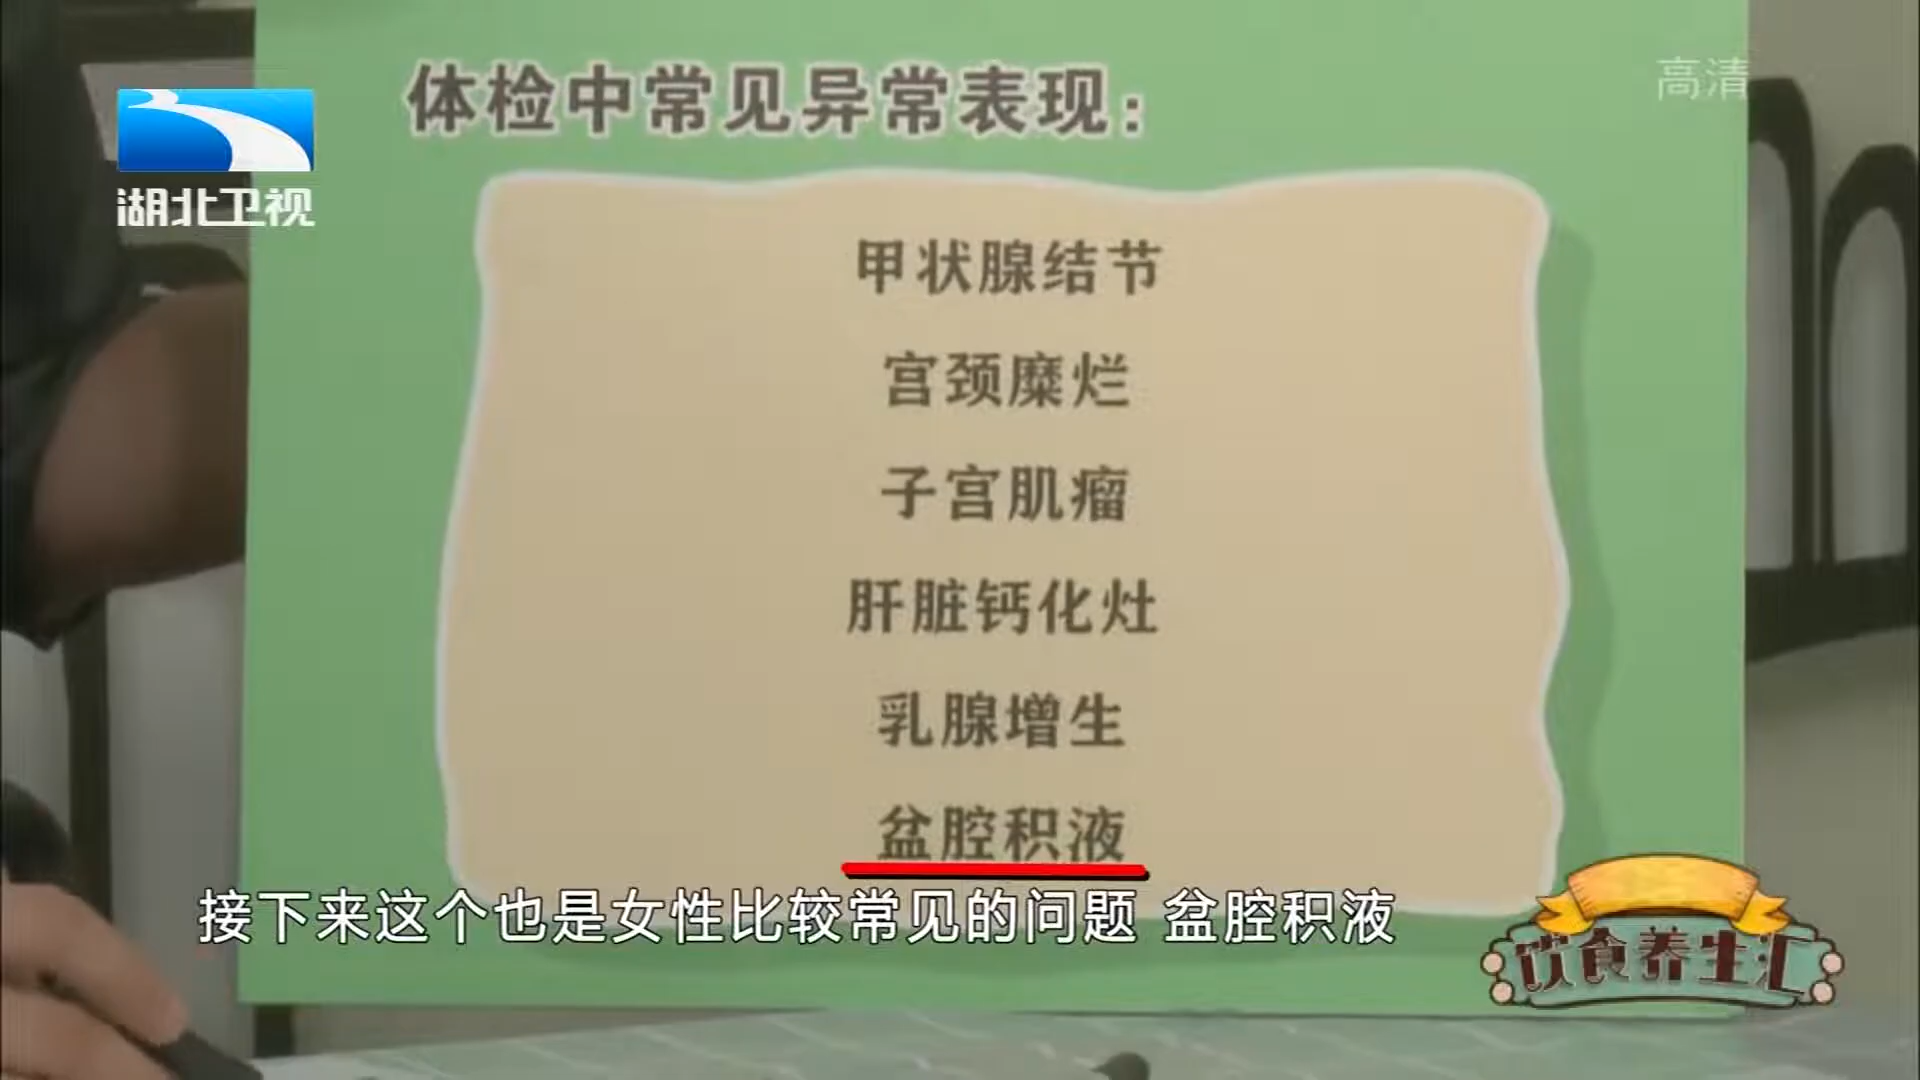 体检中常见异常表现：
高清
湖北卫视
甲状腺结节
宫颈糜烂
子宫肌瘤
肝脏钙化灶
乳腺增生
盆腔积液
接下来这个也是女性比较常见的问题 盆腔积液
饮食养生汇